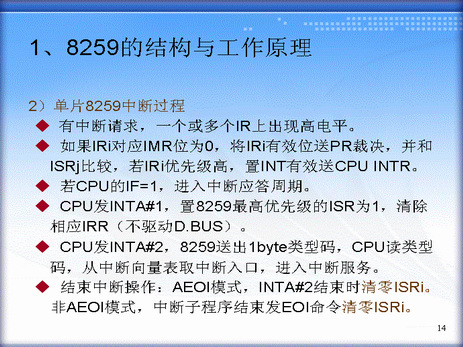 1、8259的结构与工作原理
2）单片8259中断过程
◆ 有中断请求，一个或多个IR上出现高电平。
◆ 如果IRi对应IMR位为0，将IRi有效位送PR裁决，并和
ISRj比较，若IRi优先级高，置INT有效送CPU INTR。
◆ 若CPU的IF=1，进入中断应答周期。
◆ CPU发INTA#1，置8259最高优先级的ISR为1，清除
相应IRR（不驱动D.BUS）。
◆ CPU发INTA#2，8259送出1byte类型码，CPU读类型
码，从中断向量表取中断入口，进入中断服务。
◆ 结束中断操作：AEOI模式，INTA#2结束时清零ISRi。
非AEOI模式，中断子程序结束发EOI命令清零ISRi。
14